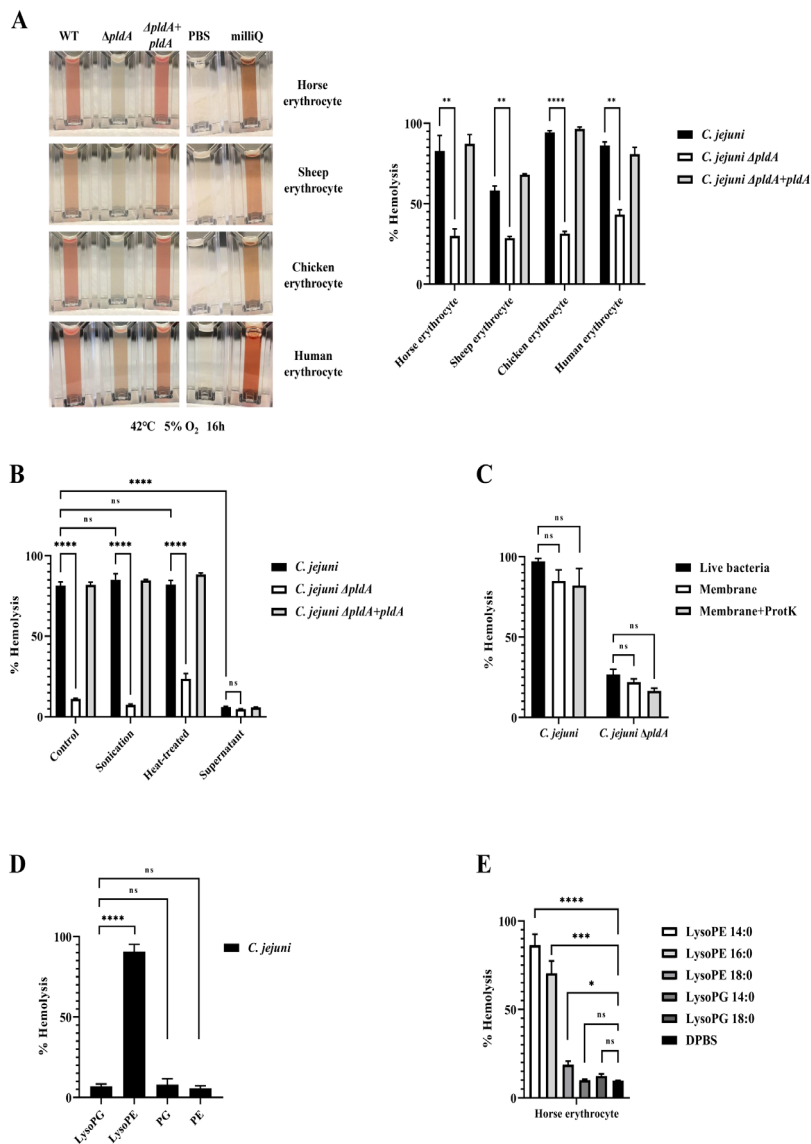 A
WT ΔpldA ΔpldA+ pldA PBS milliQ
Horse erythrocyte
Sheep erythrocyte
Chicken erythrocyte
Human erythrocyte
42°C 5% O2 16h
** ** **** **
% Hemolysis
100
50
0
Horse erythrocyte
Sheep erythrocyte
Chicken erythrocyte
Human erythrocyte
C. jejuni
C. jejuni ΔpldA
C. jejuni ΔpldA+pldA
B
****
ns
ns
**** **** ****
ns
% Hemolysis
100
50
0
Control
Sonication
Heat-treated
Supernatant
C. jejuni
C. jejuni ΔpldA
C. jejuni ΔpldA+pldA
C
ns
ns
ns
ns
% Hemolysis
100
50
0
C. jejuni
C. jejuni ΔpldA
Live bacteria
Membrane
Membrane+ProtK
D
ns
ns
****
% Hemolysis
100
50
0
LysoPG
LysoPE
PG
PE
C. jejuni
E
****
***
*
ns
ns
% Hemolysis
100
50
0
Horse erythrocyte
LysoPE 14:0
LysoPE 16:0
LysoPE 18:0
LysoPG 14:0
LysoPG 18:0
DPBS